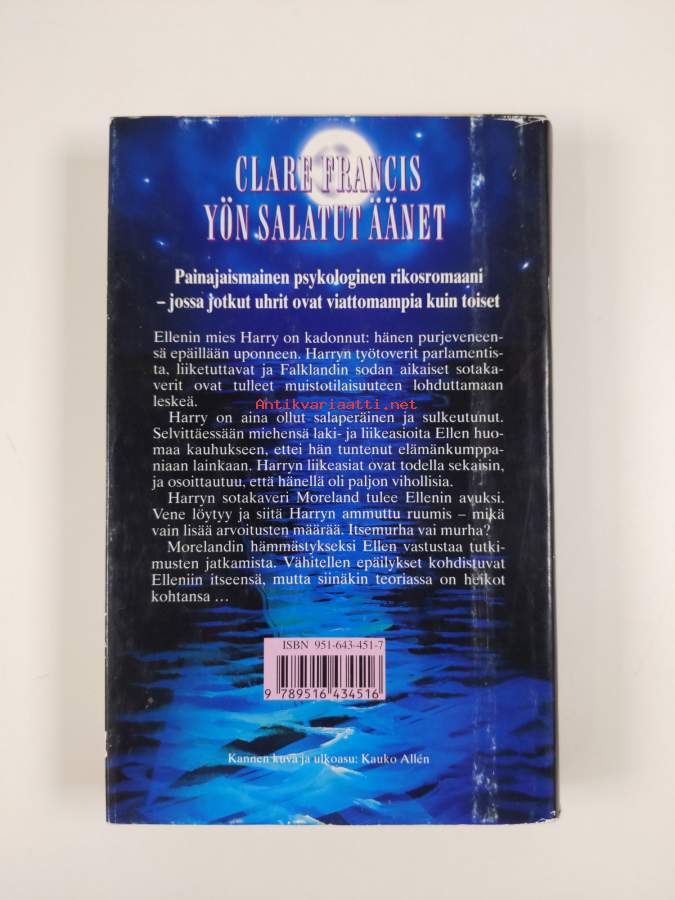 CLARE FRANCIS
YÖN SALATUT ÄÄNET
Painajaismainen psykologinen rikosromaani
– jossa jotkut uhrit ovat viattomampia kuin toiset
Ellenin mies Harry on kadonnut: hänen purjeveneen-
sä epäillään uponneen. Harryn työtoverit parlamentis-
ta, liiketuttavat ja Falklandin sodan aikaiset sotaka-
verit ovat tulleet muistotilaisuuteen lohduttamaan
leskeä.
Antikvariaatti.net
Harry on aina ollut salaperäinen ja sulkeutunut.
Selvittäessään miehensä laki- ja liikeasioita Ellen huo-
maa kauhukseen, ettei hän tuntenut elämänkumppa-
niaan lainkaan. Harryn liikeasiat ovat todella sekaisin,
ja osoittautuu, että hänellä oli paljon vihollisia.
Harryn sotakaveri Moreland tulee Ellenin avuksi.
Vene löytyy ja siitä Harryn ammuttu ruumis – mikä
vain lisää arvoitusten määrää. Itsemurha vai murha?
Morelandin hämmästykseksi Ellen vastustaa tutki-
musten jatkamista. Vähitellen epäilykset kohdistuvat
Elleniin itseensä, mutta siinäkin teoriassa on heikot
kohtansa ...
ISBN 951-643-451-7
9 789516 434516
Kannen kuva ja ulkoasu: Kauko Allén